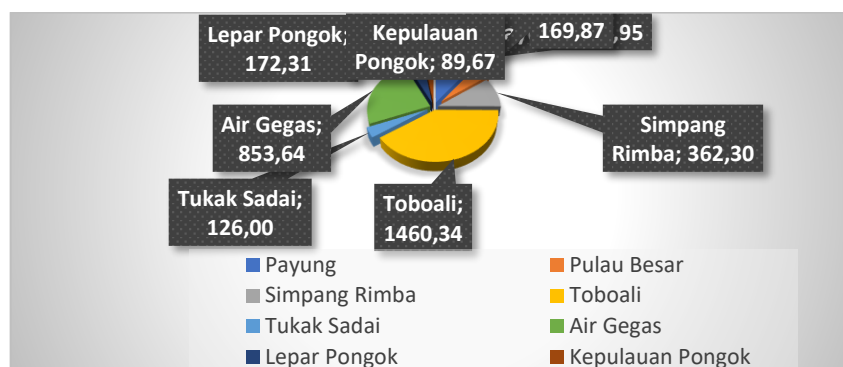 Lepar Pongok;
172,31
Kepulauan
Pongok; 89,67
169,87
,95
Air Gegas;
853,64
Simpang
Rimba; 362,30
Tukak Sadai;
126,00
Toboali;
1460,34
Payung
Pulau Besar
Simpang Rimba
Toboali
Tukak Sadai
Air Gegas
Lepar Pongok
Kepulauan Pongok